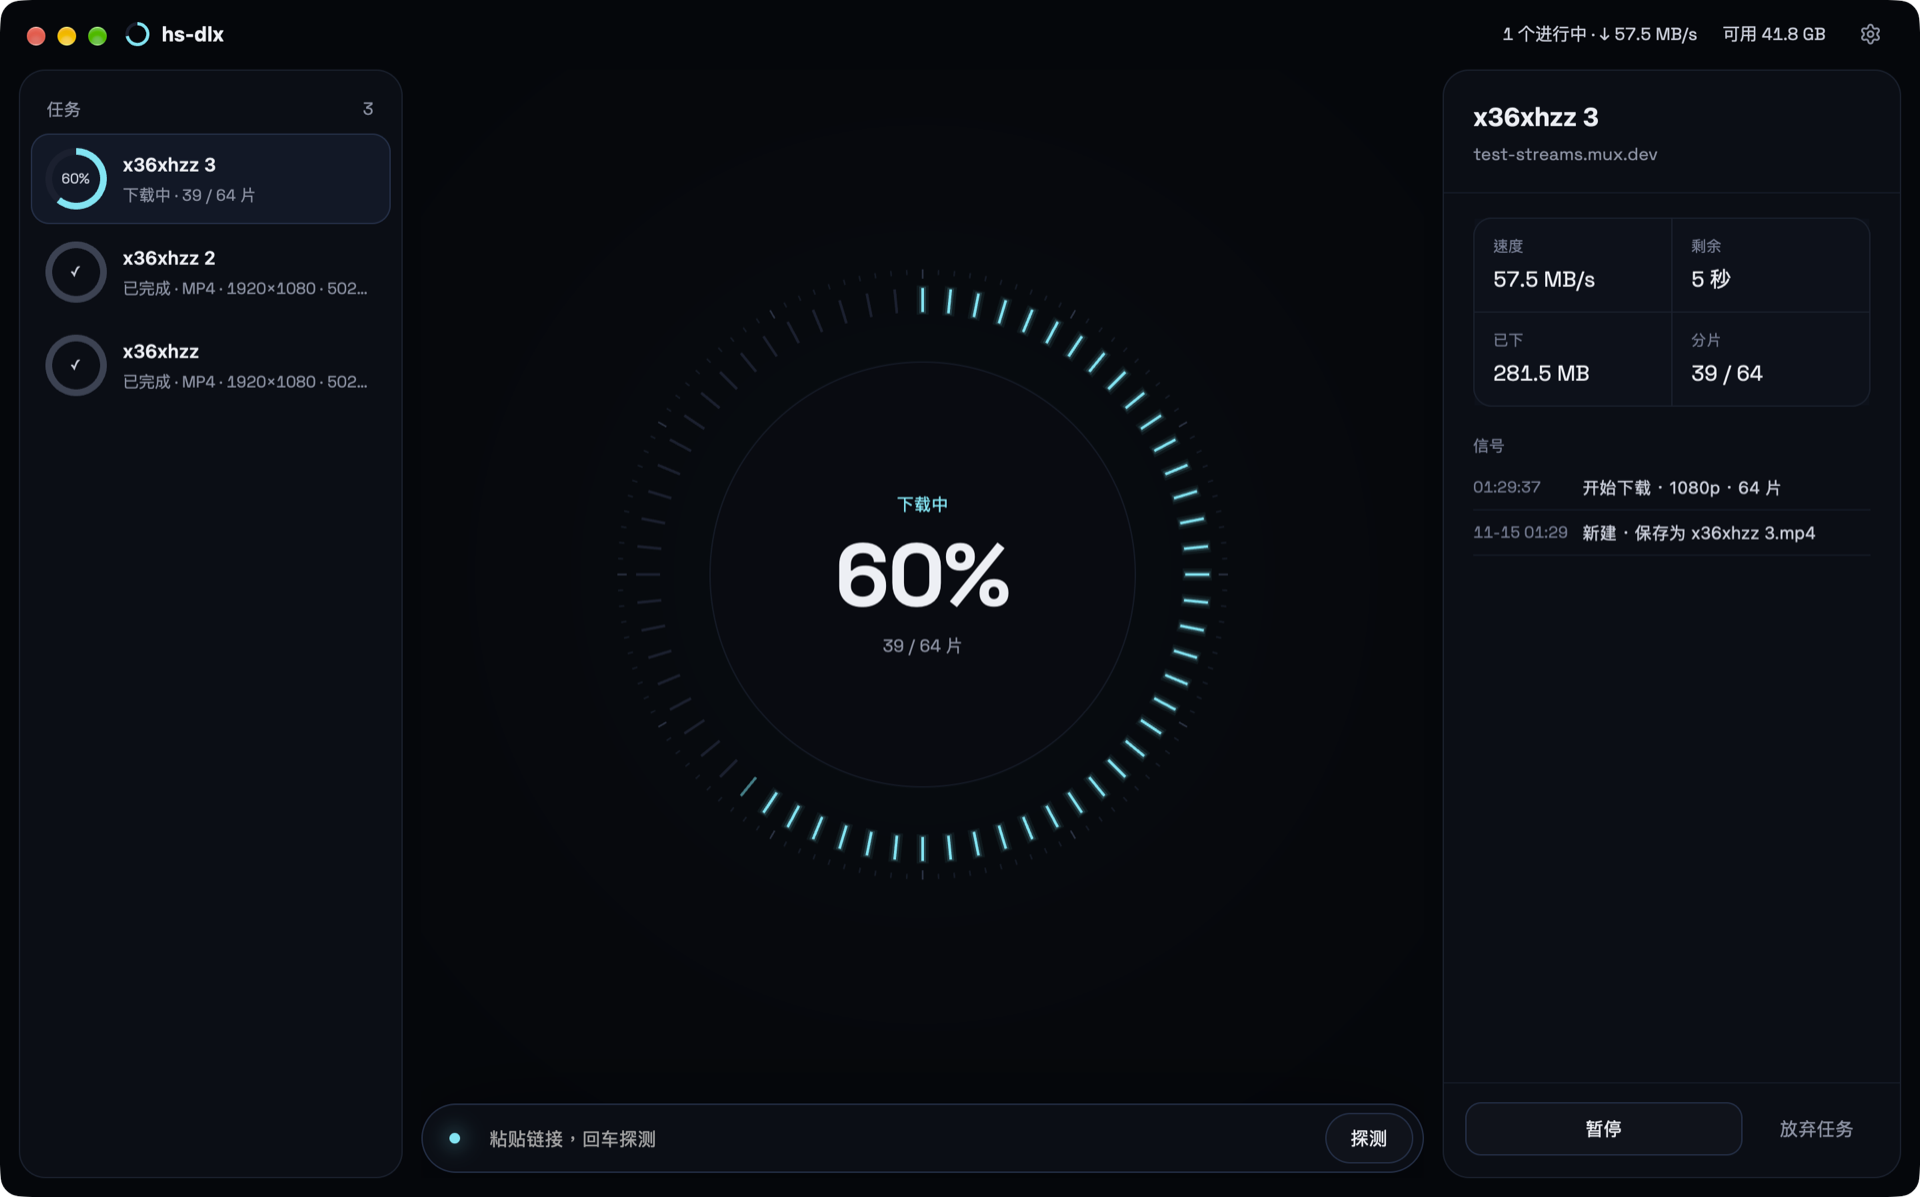 hs-dlx
1 个进行中 · ↓ 57.5 MB/s 可用 41.8 GB
任务 3
60%
x36xhzz 3
下载中 · 39 / 64 片
✓
x36xhzz 2
已完成 · MP4 · 1920×1080 · 502...
✓
x36xhzz
已完成 · MP4 · 1920×1080 · 502...
下载中
60%
39 / 64 片
粘贴链接，回车探测
探测
x36xhzz 3
test-streams.mux.dev
速度
57.5 MB/s
剩余
5 秒
已下
281.5 MB
分片
39 / 64
信号
01:29:37 开始下载 · 1080p · 64 片
11-15 01:29 新建 · 保存为 x36xhzz 3.mp4
暂停
放弃任务